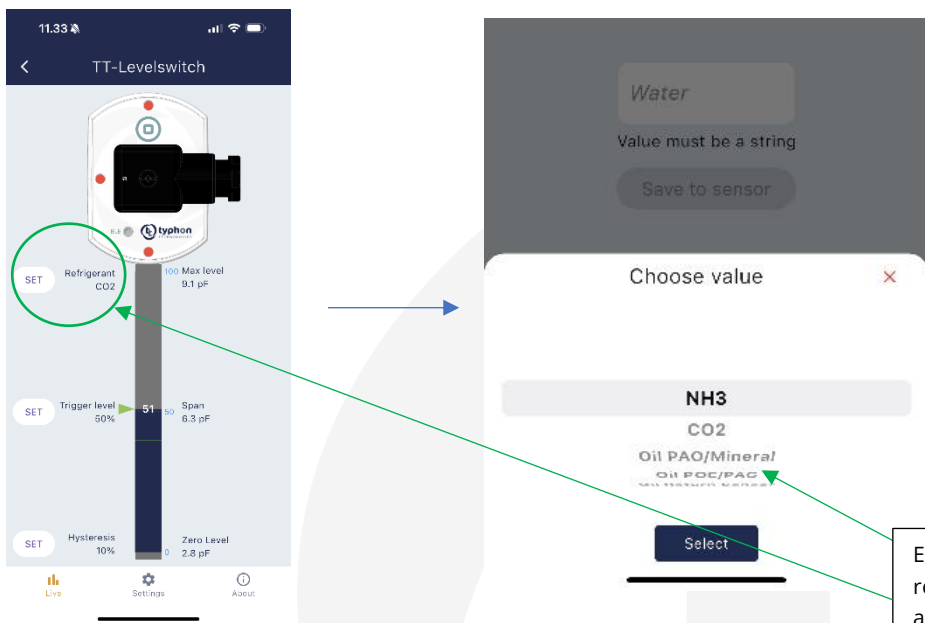 11.33
TT-Levelswitch
BLE
typhon
SET
Refrigerant
CO2
100 Max level
9.1 pF
SET
Trigger level
50%
51
50
Span
6.3 pF
SET
Hysteresis
10%
0
Zero Level
2.8 pF
Live
Settings
About
Water
Value must be a string
Save to sensor
Choose value
NH3
CO2
Oil PAO/Mineral
Oil POE/PAG
Select